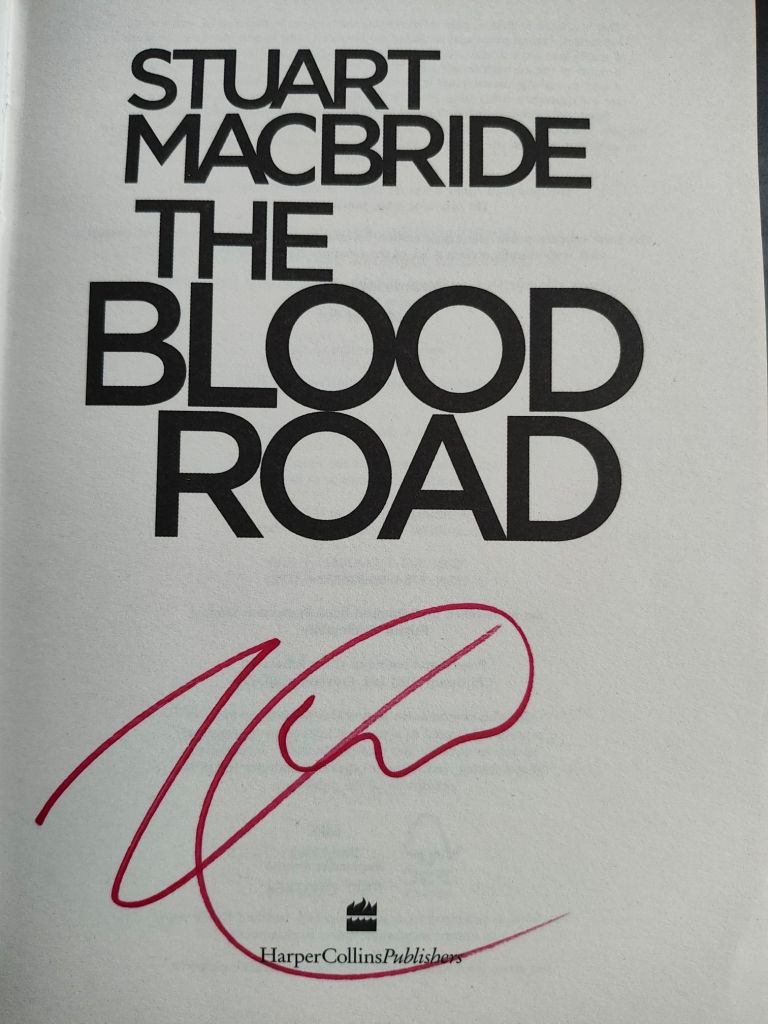 STUART
MACBRIDE
THE
BLOOD
ROAD
HarperCollinsPublishers